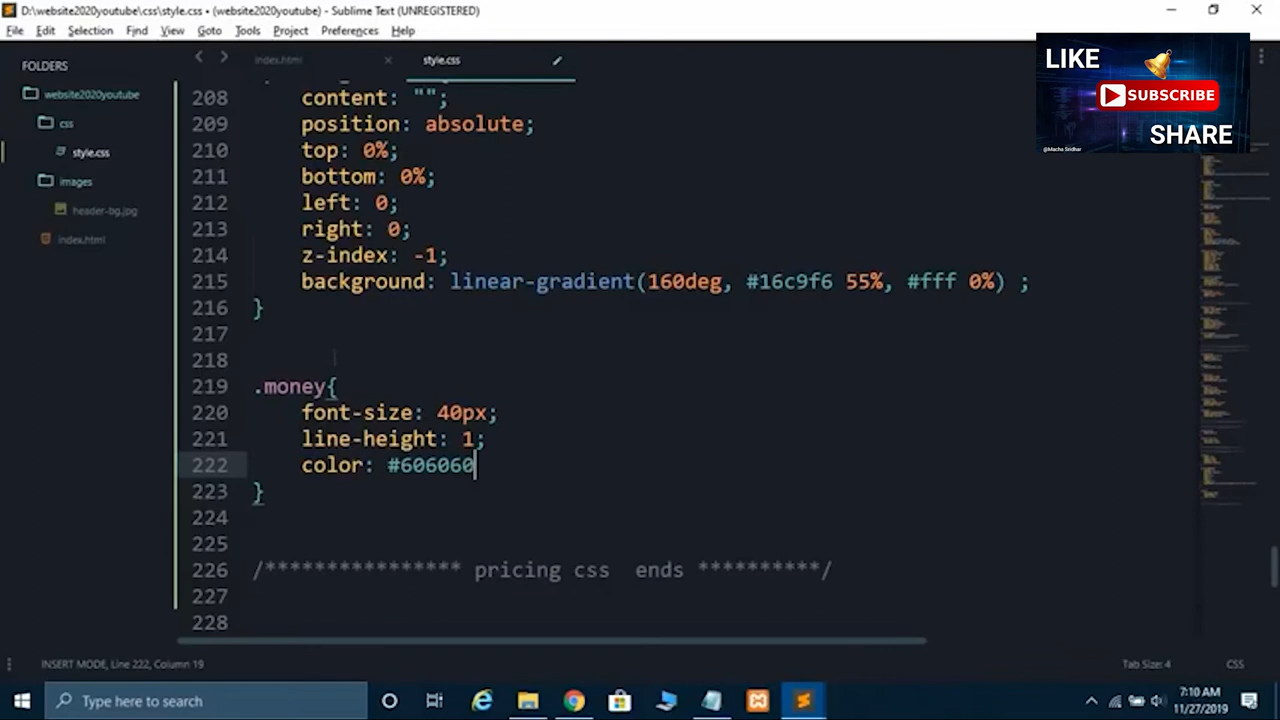 D:\website2020youtube\css\style.css • (website2020youtube) - Sublime Text (UNREGISTERED)
File Edit Selection Find View Goto Tools Project Preferences Help
LIKE
SUBSCRIBE
SHARE
@Macha Sridhar
FOLDERS
website2020youtube
css
style.css
images
header-bg.jpg
index.html
index.html
style.css
208 content: "";
209 position: absolute;
210 top: 0%;
211 bottom: 0%;
212 left: 0;
213 right: 0;
214 z-index: -1;
215 background: linear-gradient(160deg, #16c9f6 55%, #fff 0%) ;
216 }
217
218
219 .money{
220 font-size: 40px;
221 line-height: 1;
222 color: #606060
223 }
224
225
226 /**************** pricing css  ends **********/
227
228
INSERT MODE, Line 222, Column 19
Tab Size: 4
CSS
Type here to search
7:10 AM
11/27/2019